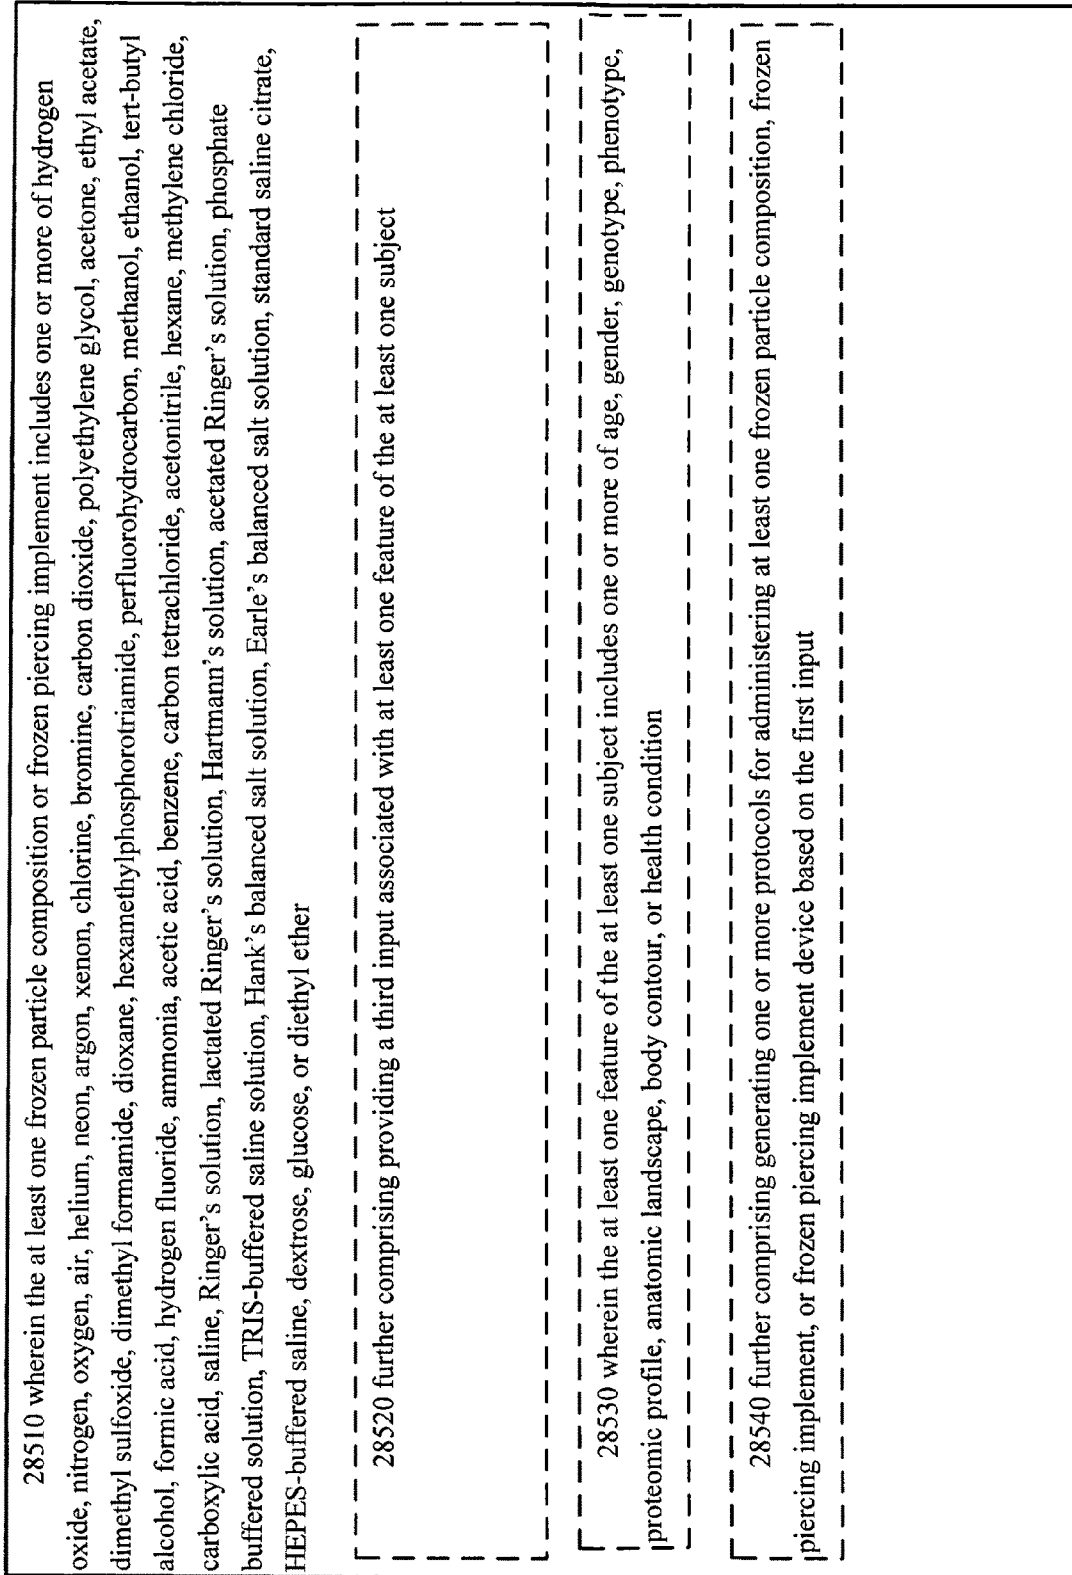 28510 wherein the at least one frozen particle composition or frozen piercing implement includes one or more of hydrogen
oxide, nitrogen, oxygen, air, helium, neon, argon, xenon, chlorine, bromine, carbon dioxide, polyethylene glycol, acetone, ethyl acetate,
dimethyl sulfoxide, dimethyl formamide, dioxane, hexamethylphosphorotriamide, perfluorohydrocarbon, methanol, ethanol, tert-butyl
alcohol, formic acid, hydrogen fluoride, ammonia, acetic acid, benzene, carbon tetrachloride, acetonitrile, hexane, methylene chloride,
carboxylic acid, saline, Ringer's solution, lactated Ringer's solution, Hartmann's solution, acetated Ringer's solution, phosphate
buffered solution, TRIS-buffered saline solution, Hank's balanced salt solution, Earle's balanced salt solution, standard saline citrate,
HEPES-buffered saline, dextrose, glucose, or diethyl ether
28520 further comprising providing a third input associated with at least one feature of the at least one subject
28530 wherein the at least one feature of the at least one subject includes one or more of age, gender, genotype, phenotype,
proteomic profile, anatomic landscape, body contour, or health condition
28540 further comprising generating one or more protocols for administering at least one frozen particle composition, frozen
piercing implement, or frozen piercing implement device based on the first input